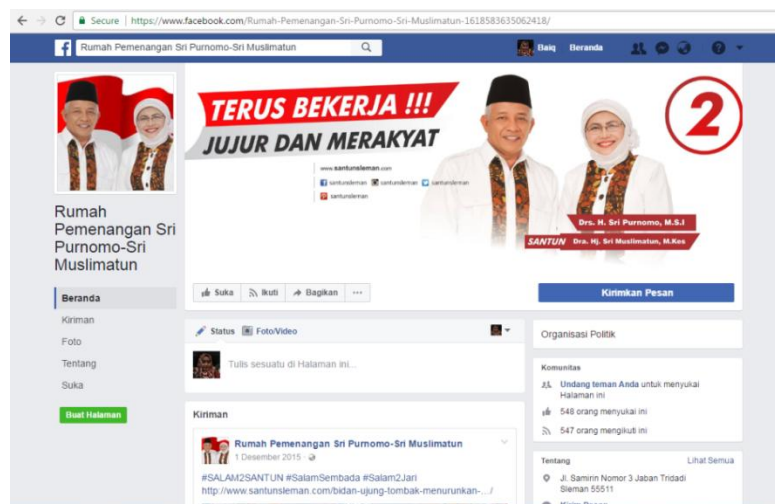 Secure | https://www.facebook.com/Rumah-Pemenangan-Sri-Purnomo-Sri-Muslimatun-1618583635062418/
Rumah Pemenangan Sri Purnomo-Sri Muslimatun
Baiq Beranda
TERUS BEKERJA !!!
JUJUR DAN MERAKYAT
2
www.santunsleman.com
santunsleman santunsleman santunsleman
santunsleman
Drs. H. Sri Purnomo, M.S.I
SANTUN Dra. Hj. Sri Muslimatun, M.Kes
Rumah
Pemenangan Sri
Purnomo-Sri
Muslimatun
Beranda
Kiriman
Foto
Tentang
Suka
Buat Halaman
Suka Ikuti Bagikan ...
Kirimkan Pesan
Status Foto/Video
Tulis sesuatu di Halaman ini...
Kiriman
Rumah Pemenangan Sri Purnomo-Sri Muslimatun
1 Desember 2015
#SALAM2SANTUN #SalamSembada #Salam2Jari
http://www.santunsleman.com/bidan-ujung-tombak-menurunkan-.../
Organisasi Politik
Komunitas
Undang teman Anda untuk menyukai
Halaman ini
548 orang menyukai ini
547 orang mengikuti ini
Tentang Lihat Semua
Jl. Samirin Nomor 3 Jaban Tridadi
Sleman 55511
Kirim Pesan